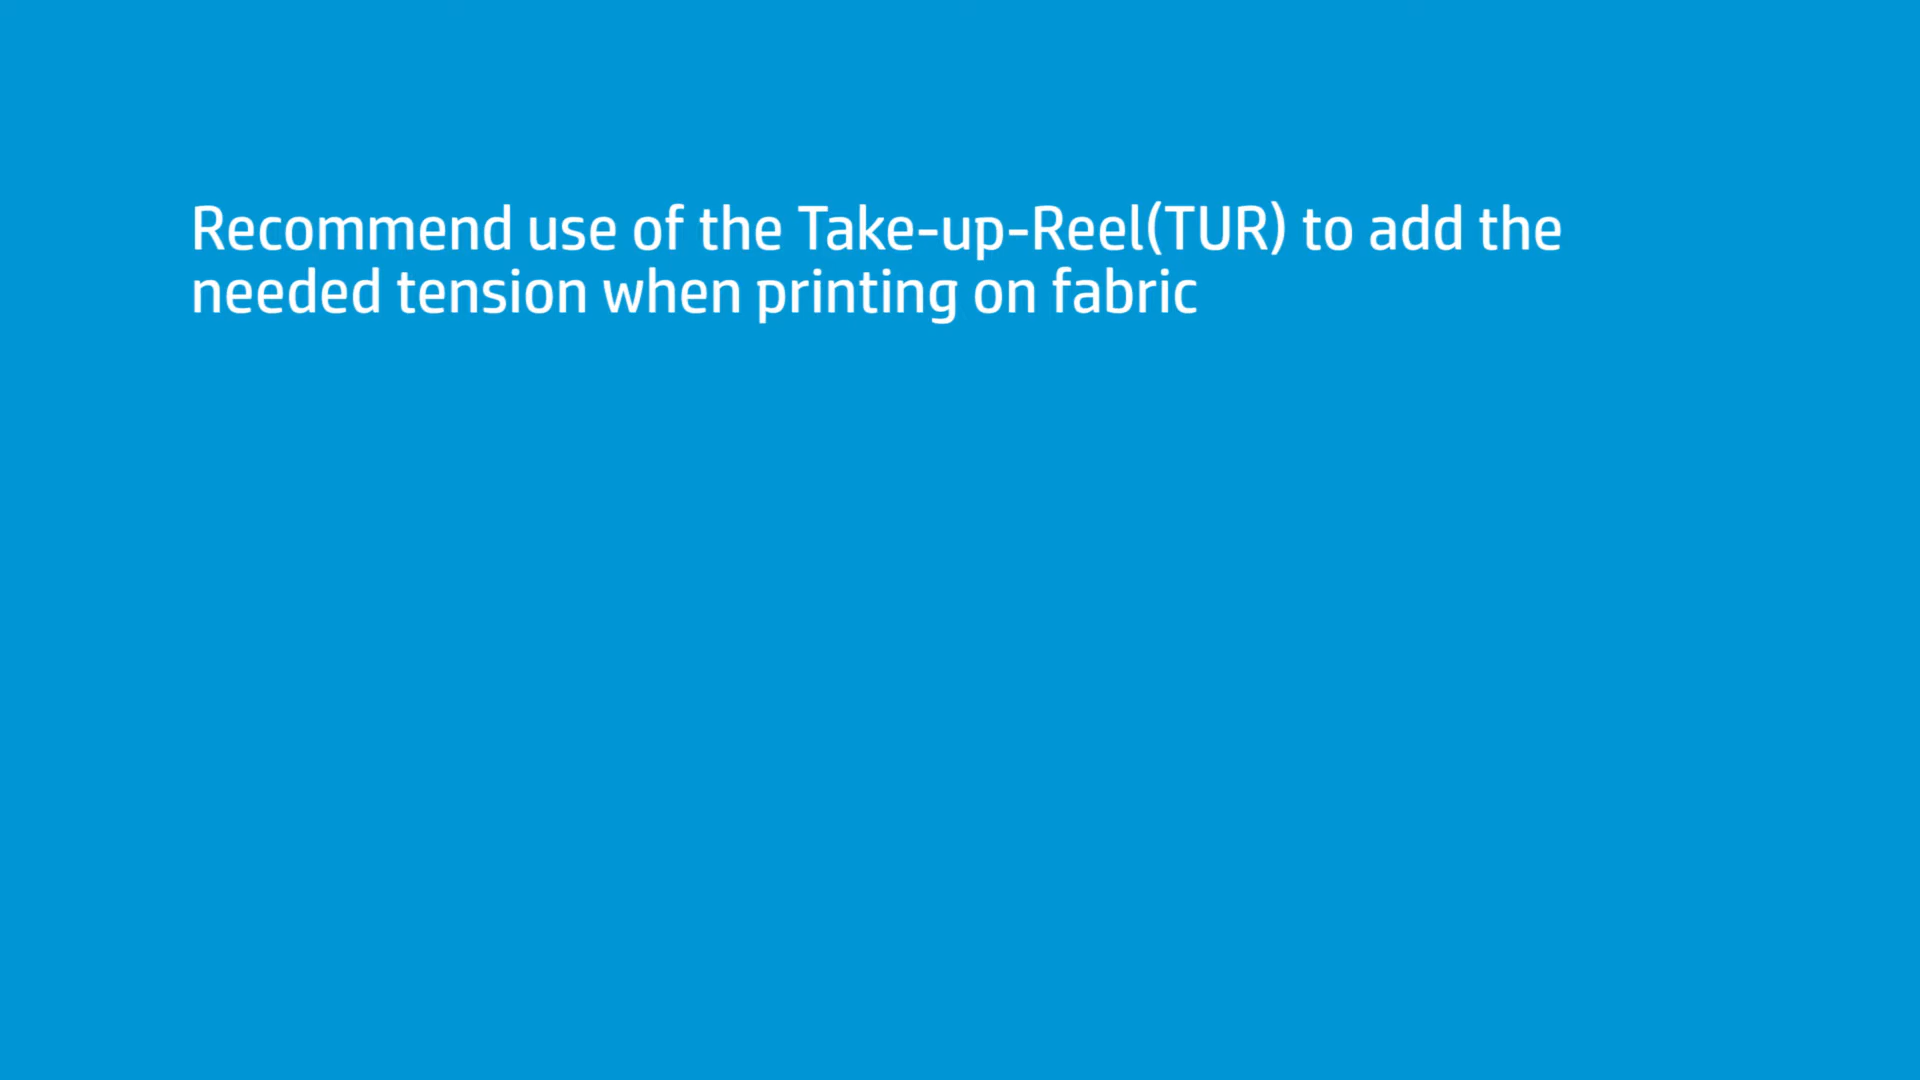 Recommend use of the Take-up-Reel(TUR) to add the
needed tension when printing on fabric